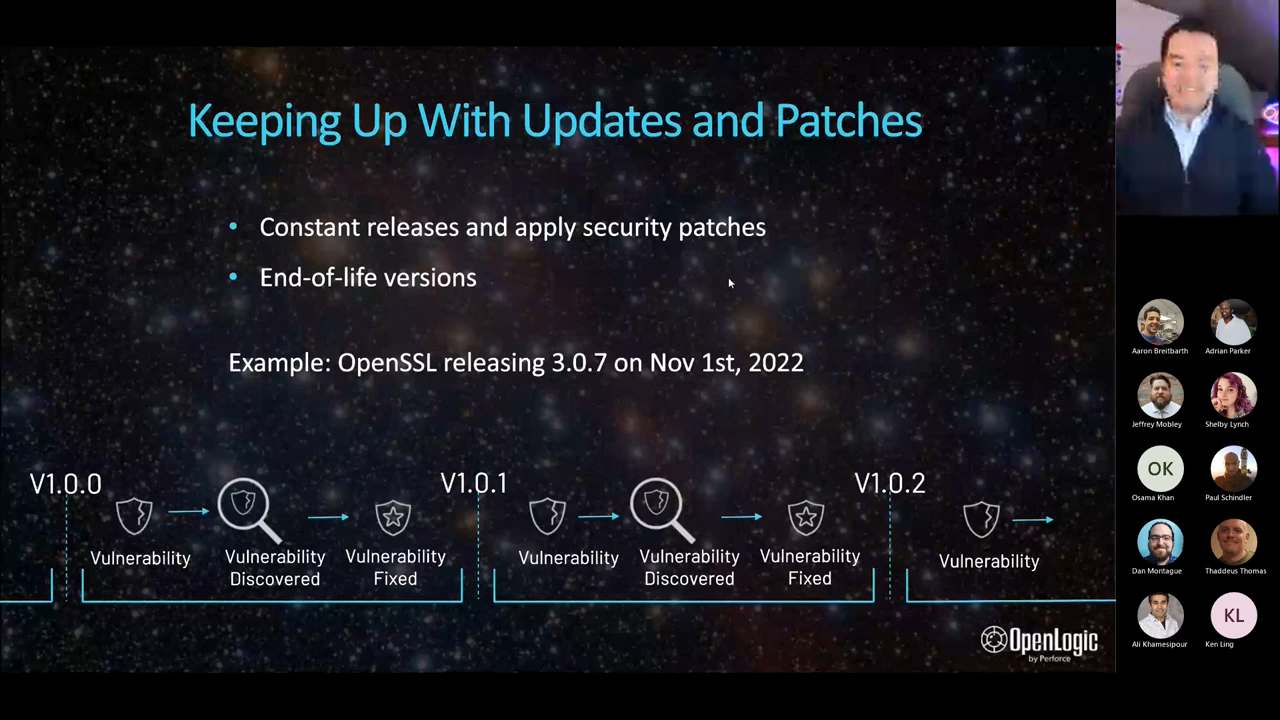 Keeping Up With Updates and Patches
• Constant releases and apply security patches
• End-of-life versions
Example: OpenSSL releasing 3.0.7 on Nov 1st, 2022
V1.0.0
V1.0.1
V1.0.2
Vulnerability
Vulnerability
Discovered
Vulnerability
Fixed
Vulnerability
Vulnerability
Discovered
Vulnerability
Fixed
Vulnerability
OpenLogic
by Perforce
Aaron Breitbarth
Adrian Parker
Jeffrey Mobley
Shelby Lynch
OK
Osama Khan
Paul Schindler
Dan Montague
Thaddeus Thomas
Ali Khamesipour
KL
Ken Ling